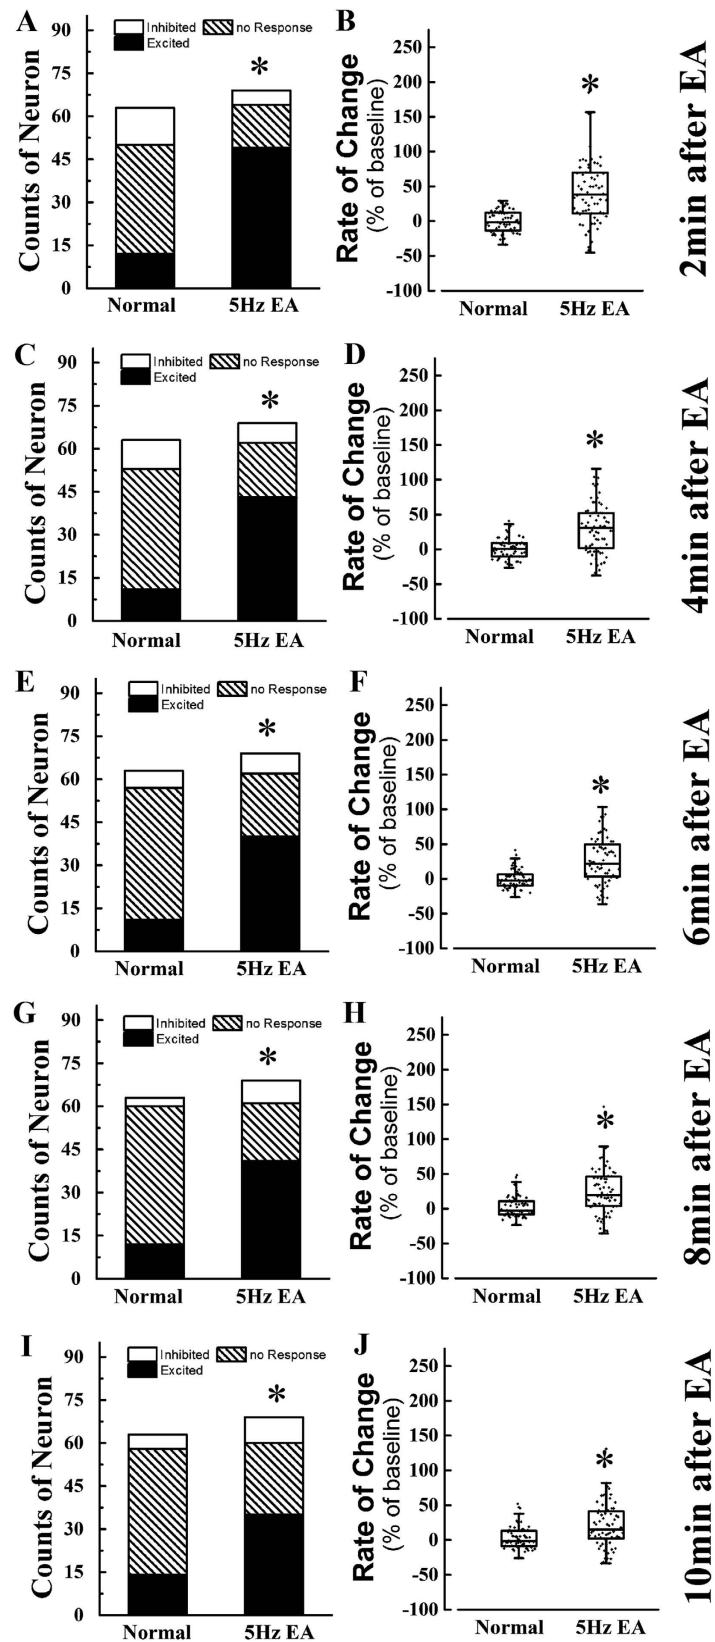 A
Inhibited no Response
Excited
*
Counts of Neuron
90
75
60
45
30
15
0
Normal 5Hz EA
B
Rate of Change
(% of baseline)
250
200
150
100
50
0
-50
-100
*
Normal 5Hz EA
2min after EA
C
Inhibited no Response
Excited
*
Counts of Neuron
90
75
60
45
30
15
0
Normal 5Hz EA
D
Rate of Change
(% of baseline)
250
200
150
100
50
0
-50
-100
*
Normal 5Hz EA
4min after EA
E
Inhibited no Response
Excited
*
Counts of Neuron
90
75
60
45
30
15
0
Normal 5Hz EA
F
Rate of Change
(% of baseline)
250
200
150
100
50
0
-50
-100
*
Normal 5Hz EA
6min after EA
G
Inhibited no Response
Excited
*
Counts of Neuron
90
75
60
45
30
15
0
Normal 5Hz EA
H
Rate of Change
(% of baseline)
250
200
150
100
50
0
-50
-100
*
Normal 5Hz EA
8min after EA
I
Inhibited no Response
Excited
*
Counts of Neuron
90
75
60
45
30
15
0
Normal 5Hz EA
J
Rate of Change
(% of baseline)
250
200
150
100
50
0
-50
-100
*
Normal 5Hz EA
10min after EA